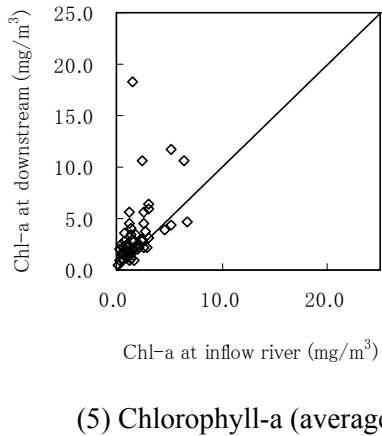 25.0
20.0
15.0
10.0
5.0
0.0
Chl-a at downstream (mg/m³)
0.0 10.0 20.0
Chl-a at inflow river (mg/m³)
(5) Chlorophyll-a (average